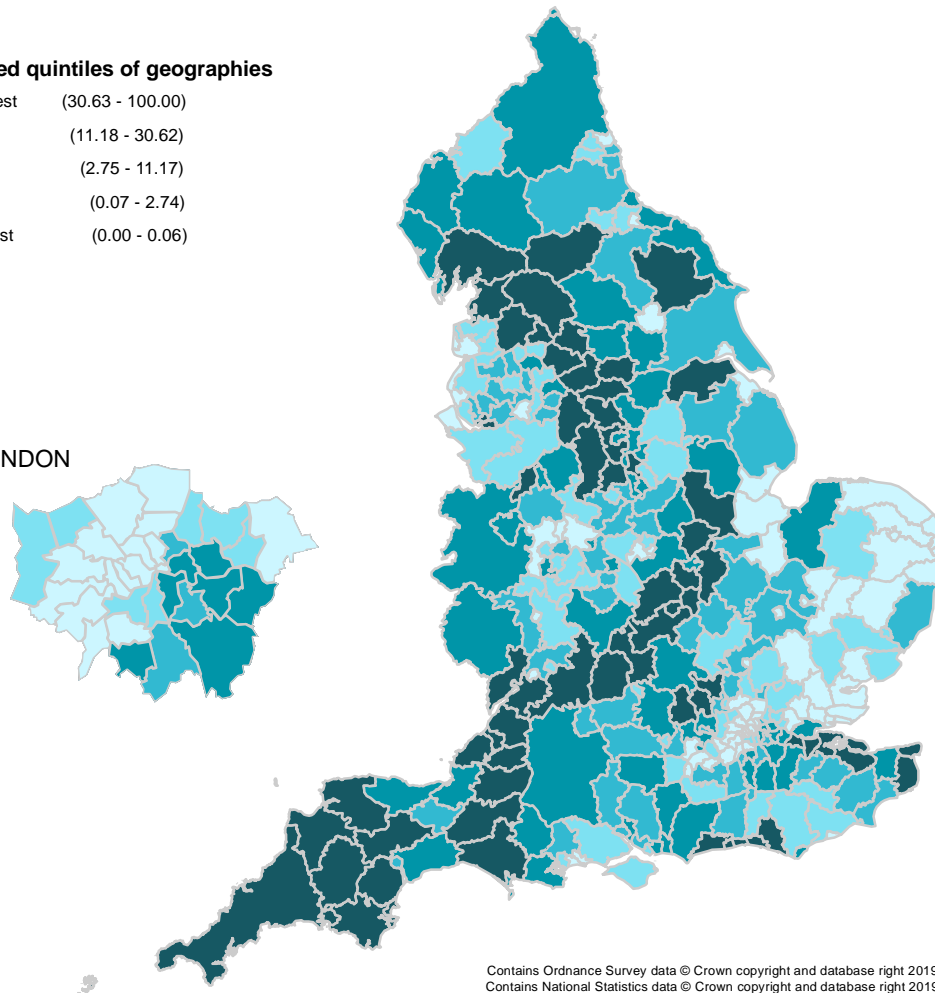 ed quintiles of geographies
est (30.63 - 100.00)
(11.18 - 30.62)
(2.75 - 11.17)
(0.07 - 2.74)
st (0.00 - 0.06)
NDON
Contains Ordnance Survey data © Crown copyright and database right 2019
Contains National Statistics data © Crown copyright and database right 2019